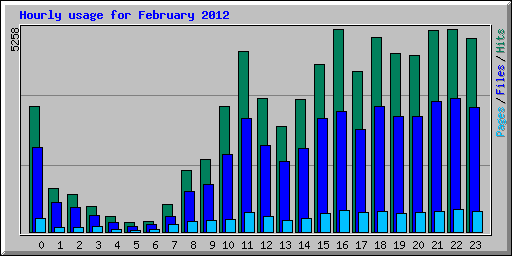 Hourly usage for February 2012
5258
Pages/Files/Hits
0 1 2 3 4 5 6 7 8 9 10 11 12 13 14 15 16 17 18 19 20 21 22 23